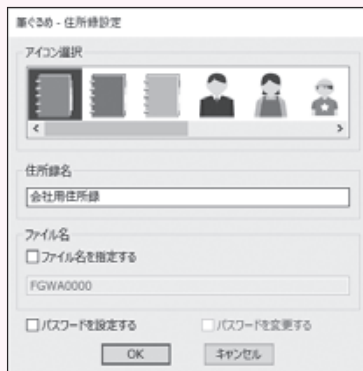 筆ぐるめ - 住所録設定
アイコン選択
住所録名
会社用住所録
ファイル名
ファイル名を指定する
FGWA0000
パスワードを設定する
パスワードを変更する
OK
キャンセル